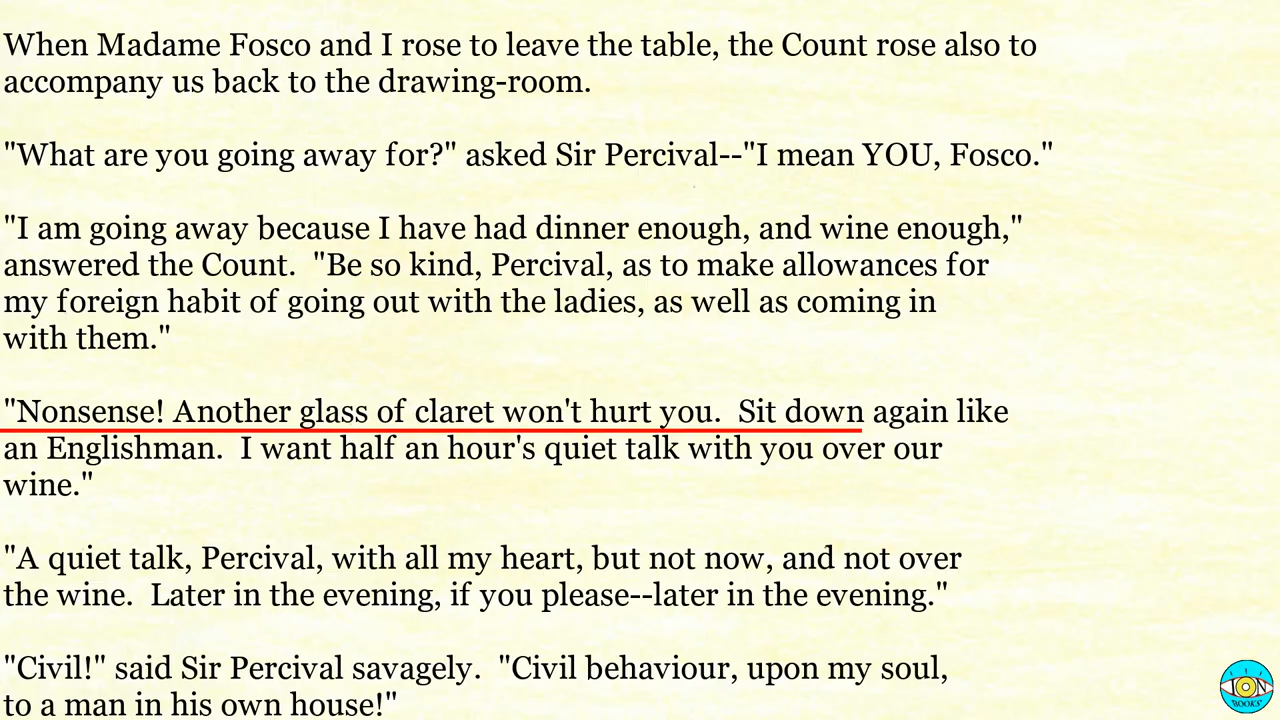 When Madame Fosco and I rose to leave the table, the Count rose also to
accompany us back to the drawing-room.
"What are you going away for?" asked Sir Percival--"I mean YOU, Fosco."
"I am going away because I have had dinner enough, and wine enough,"
answered the Count.  "Be so kind, Percival, as to make allowances for
my foreign habit of going out with the ladies, as well as coming in
with them."
"Nonsense! Another glass of claret won't hurt you.  Sit down again like
an Englishman.  I want half an hour's quiet talk with you over our
wine."
"A quiet talk, Percival, with all my heart, but not now, and not over
the wine.  Later in the evening, if you please--later in the evening."
"Civil!" said Sir Percival savagely.  "Civil behaviour, upon my soul,
to a man in his own house!"
ION
BOOKS